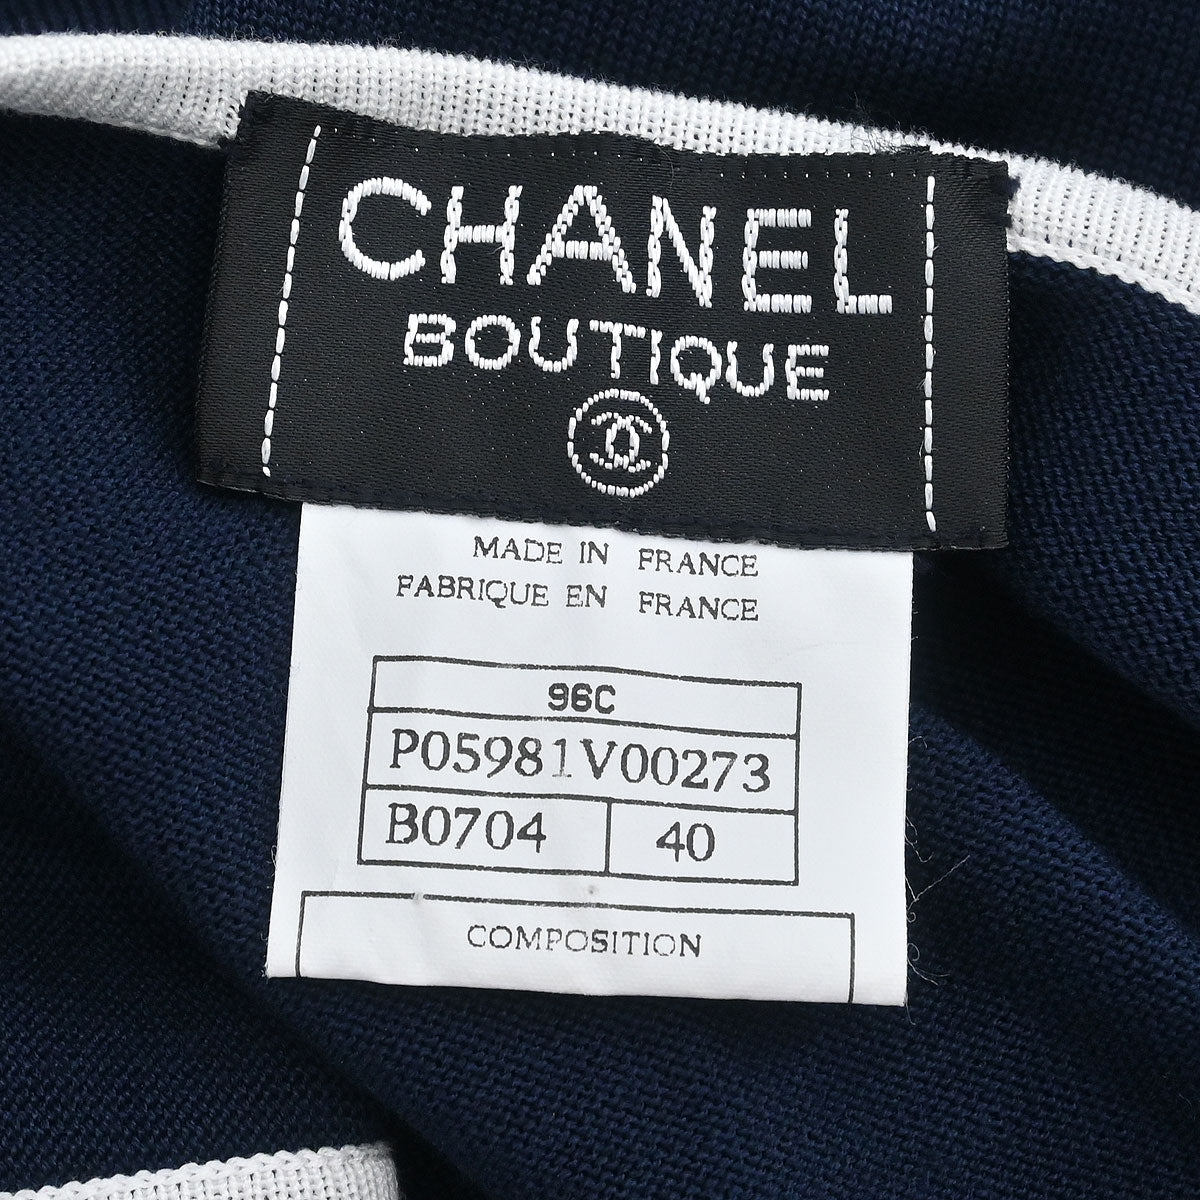 CHANEL
BOUTIQUE
MADE IN FRANCE
FABRIQUE EN FRANCE
96C
P05981V00273
B0704 40
COMPOSITION